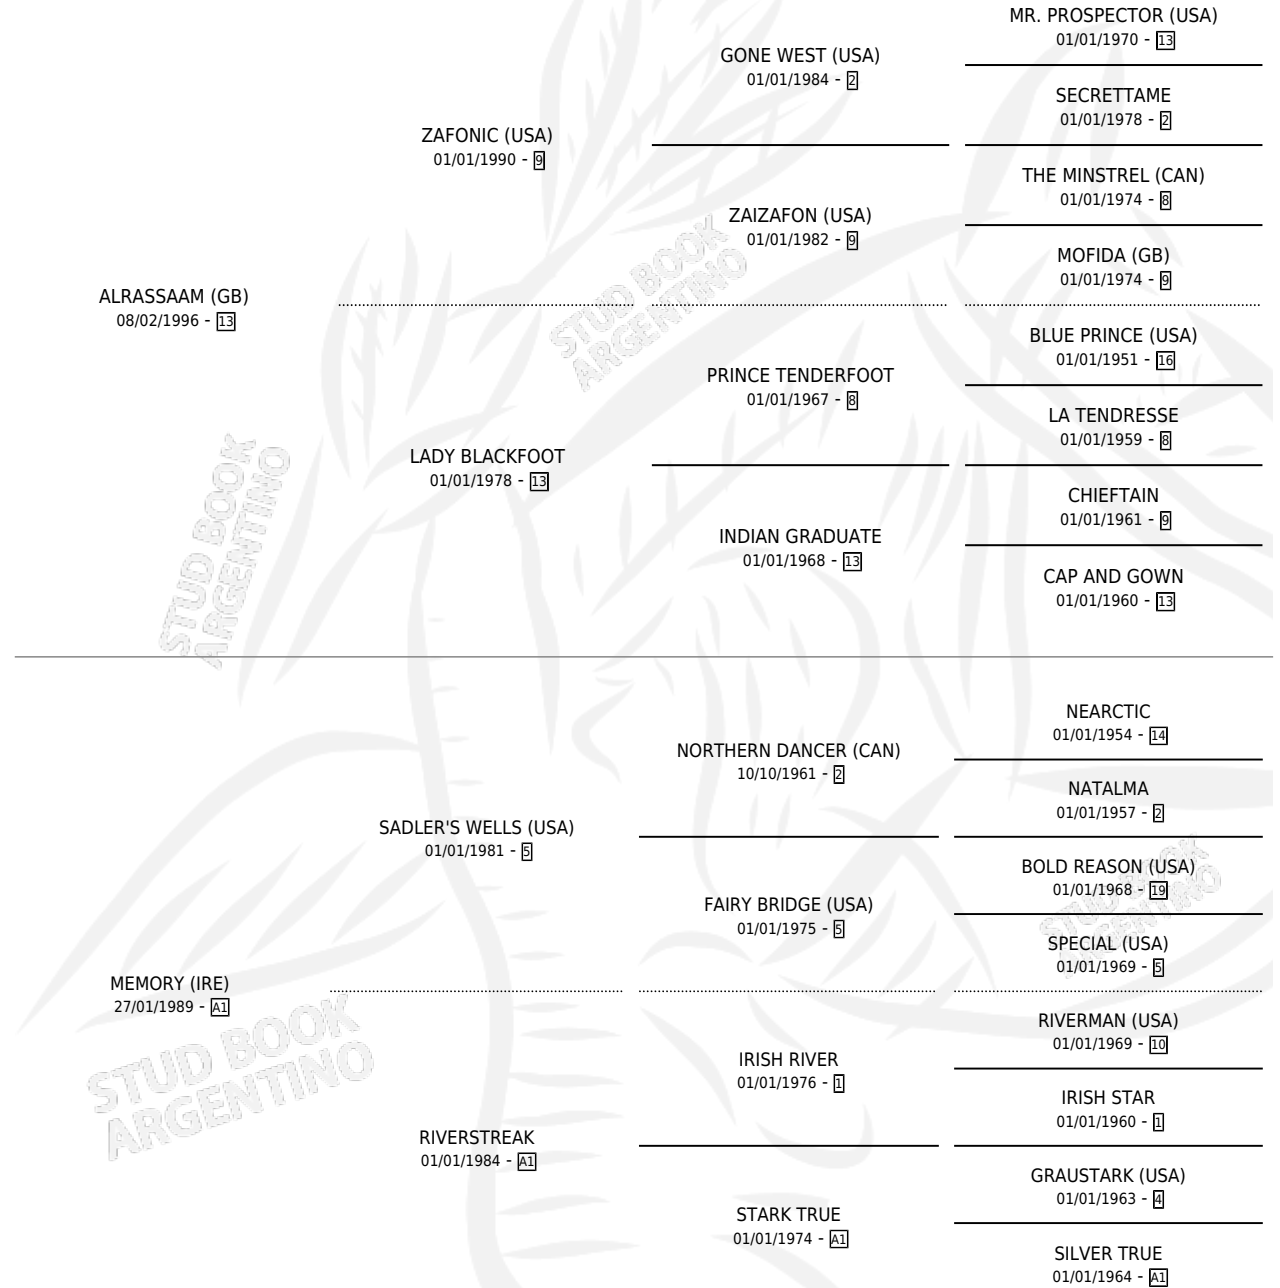 MR. PROSPECTOR (USA)
01/01/1970 - 13
GONE WEST (USA)
01/01/1984 - 2
SECRETTAME
01/01/1978 - 2
ZAFONIC (USA)
01/01/1990 - 9
THE MINSTREL (CAN)
01/01/1974 - 8
ZAIZAFON (USA)
01/01/1982 - 9
MOFIDA (GB)
01/01/1974 - 9
ALRASSAAM (GB)
08/02/1996 - 13
STUD BOOK
ARGENTINO
BLUE PRINCE (USA)
01/01/1951 - 16
PRINCE TENDERFOOT
01/01/1967 - 8
LA TENDRESSE
01/01/1959 - 8
LADY BLACKFOOT
01/01/1978 - 13
CHIEFTAIN
01/01/1961 - 9
INDIAN GRADUATE
01/01/1968 - 13
CAP AND GOWN
01/01/1960 - 13
STUD BOOK
ARGENTINO
NEARCTIC
01/01/1954 - 14
NORTHERN DANCER (CAN)
10/10/1961 - 2
NATALMA
01/01/1957 - 2
SADLER'S WELLS (USA)
01/01/1981 - 5
BOLD REASON (USA)
01/01/1968 - 19
FAIRY BRIDGE (USA)
01/01/1975 - 5
SPECIAL (USA)
01/01/1969 - 5
STUD BOOK
ARGENTINO
MEMORY (IRE)
27/01/1989 - A1
RIVERMAN (USA)
01/01/1969 - 10
IRISH RIVER
01/01/1976 - 1
IRISH STAR
01/01/1960 - 1
STUD BOOK
ARGENTINO
RIVERSTREAK
01/01/1984 - A1
GRAUSTARK (USA)
01/01/1963 - 4
STARK TRUE
01/01/1974 - A1
SILVER TRUE
01/01/1964 - A1